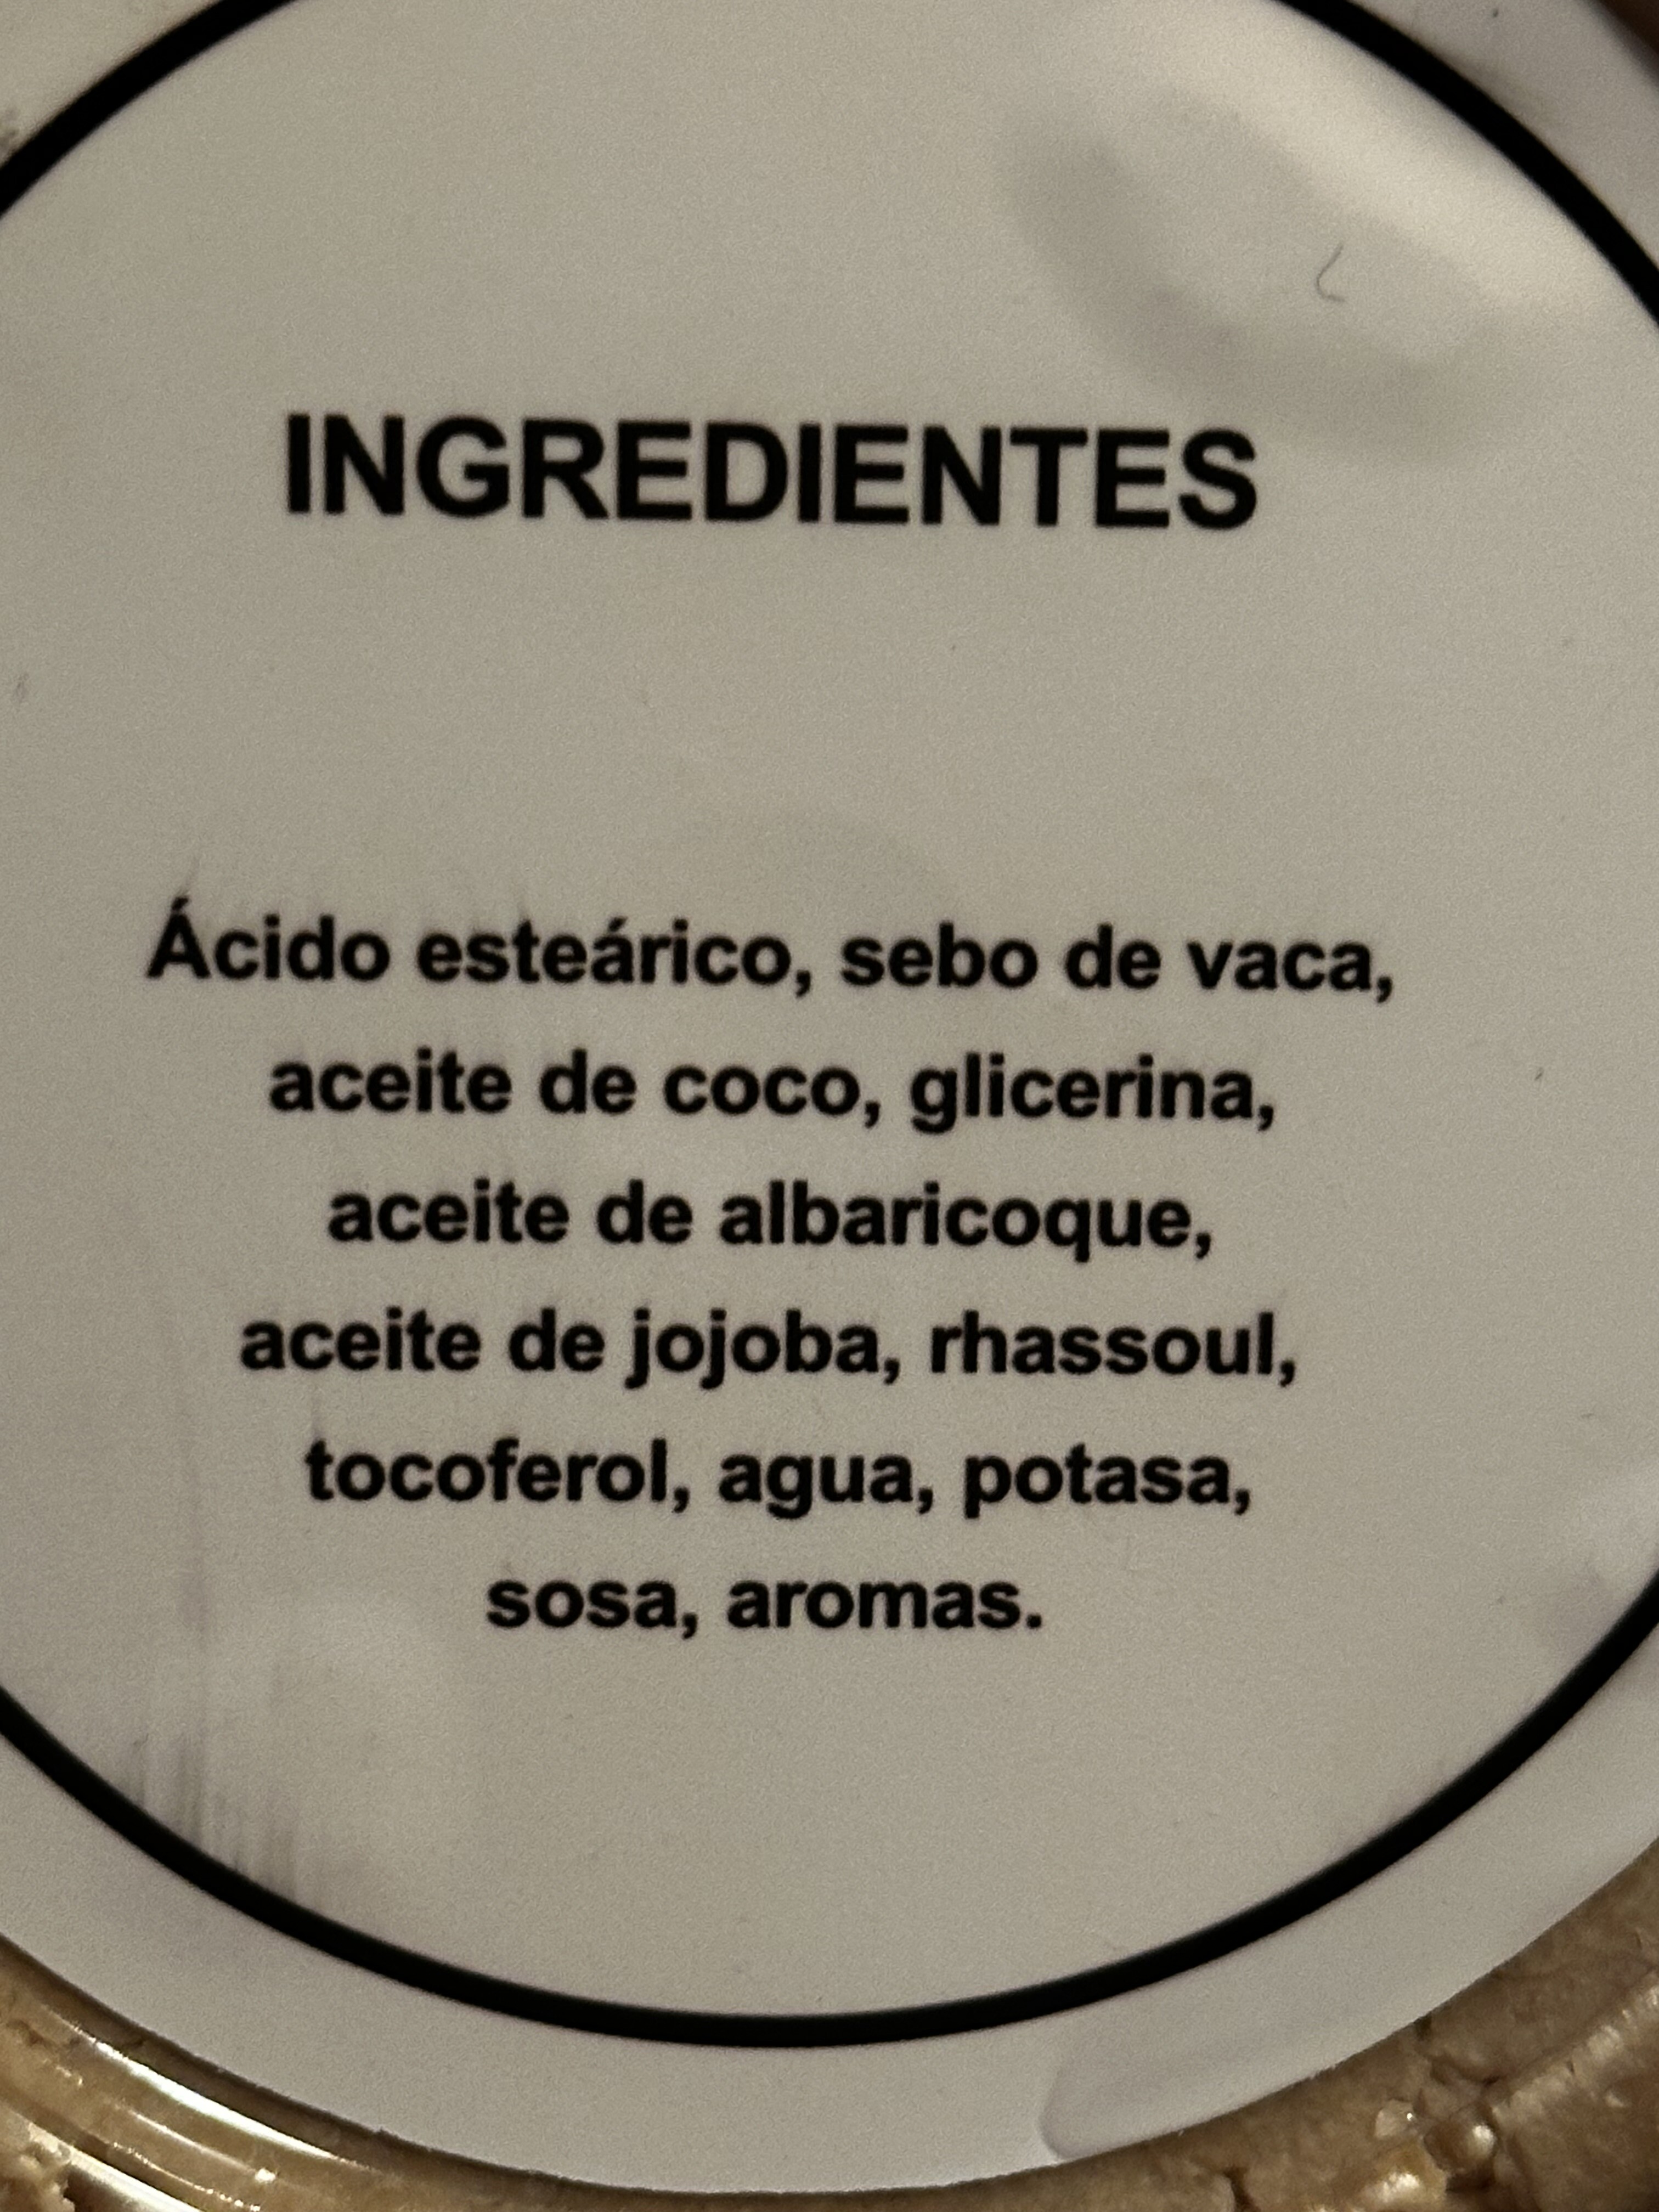 INGREDIENTES
Ácido esteárico, sebo de vaca,
aceite de coco, glicerina,
aceite de albaricoque,
aceite de jojoba, rhassoul,
tocoferol, agua, potasa,
sosa, aromas.